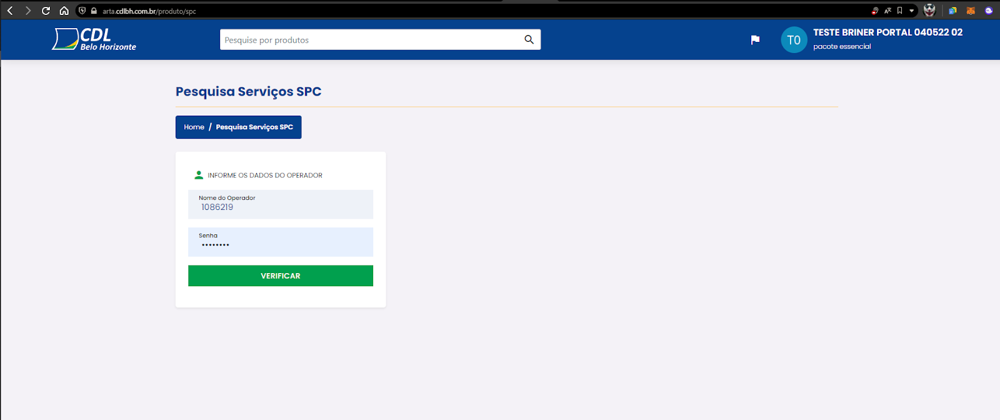 arta.cdlbh.com.br/produto/spc
CDL
Belo Horizonte
Pesquise por produtos
T0
TESTE BRINER PORTAL 040522 02
pacote essencial
Pesquisa Serviços SPC
Home / Pesquisa Serviços SPC
INFORME OS DADOS DO OPERADOR
Nome do Operador
1086219
Senha
••••••••
VERIFICAR